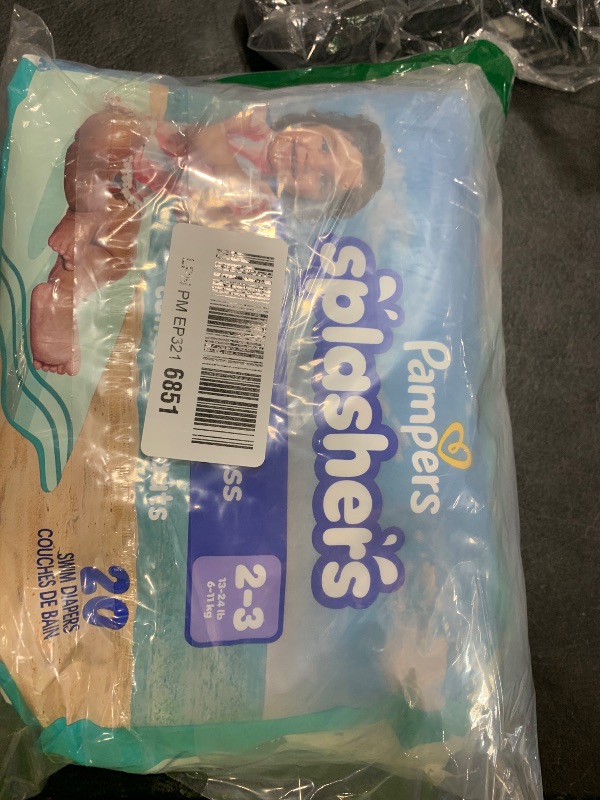 Pampers
splashers
2-3
13-24 lb
6-11 kg
LPN PM EP321 6851
20
SWIM DIAPERS
COUCHES DE BAIN